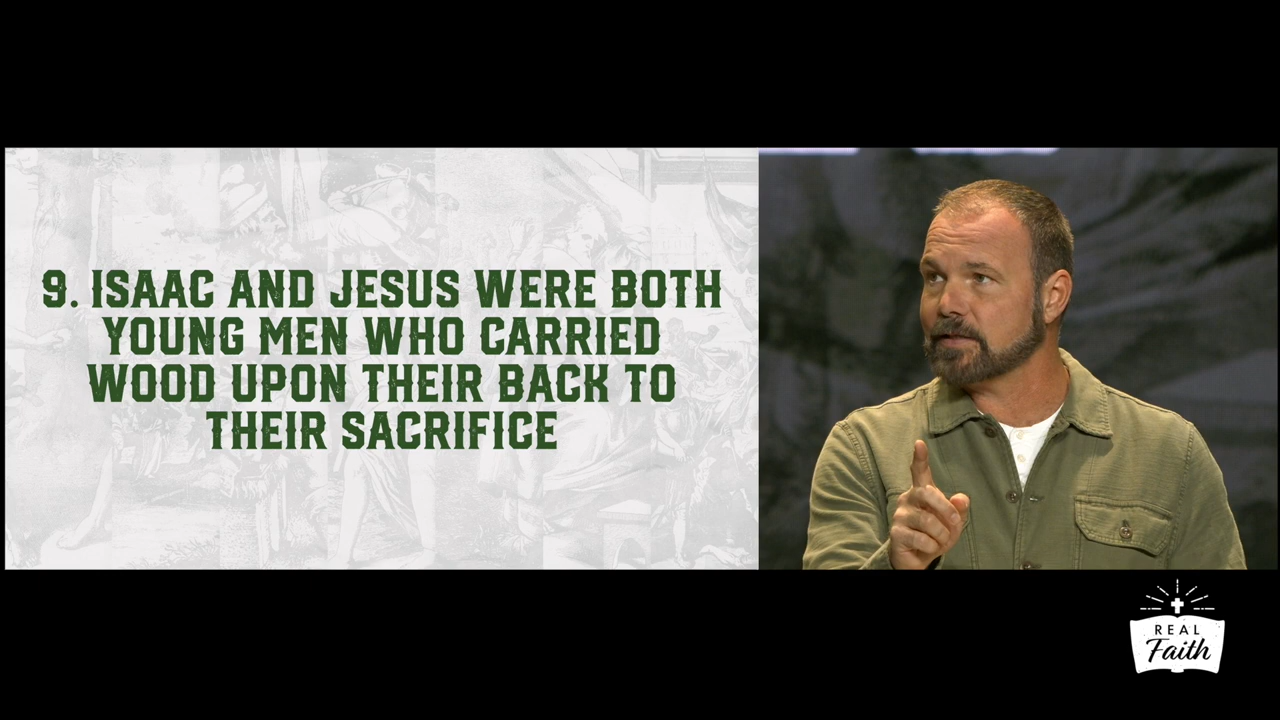 9. ISAAC AND JESUS WERE BOTH
YOUNG MEN WHO CARRIED
WOOD UPON THEIR BACK TO
THEIR SACRIFICE
REAL
Faith